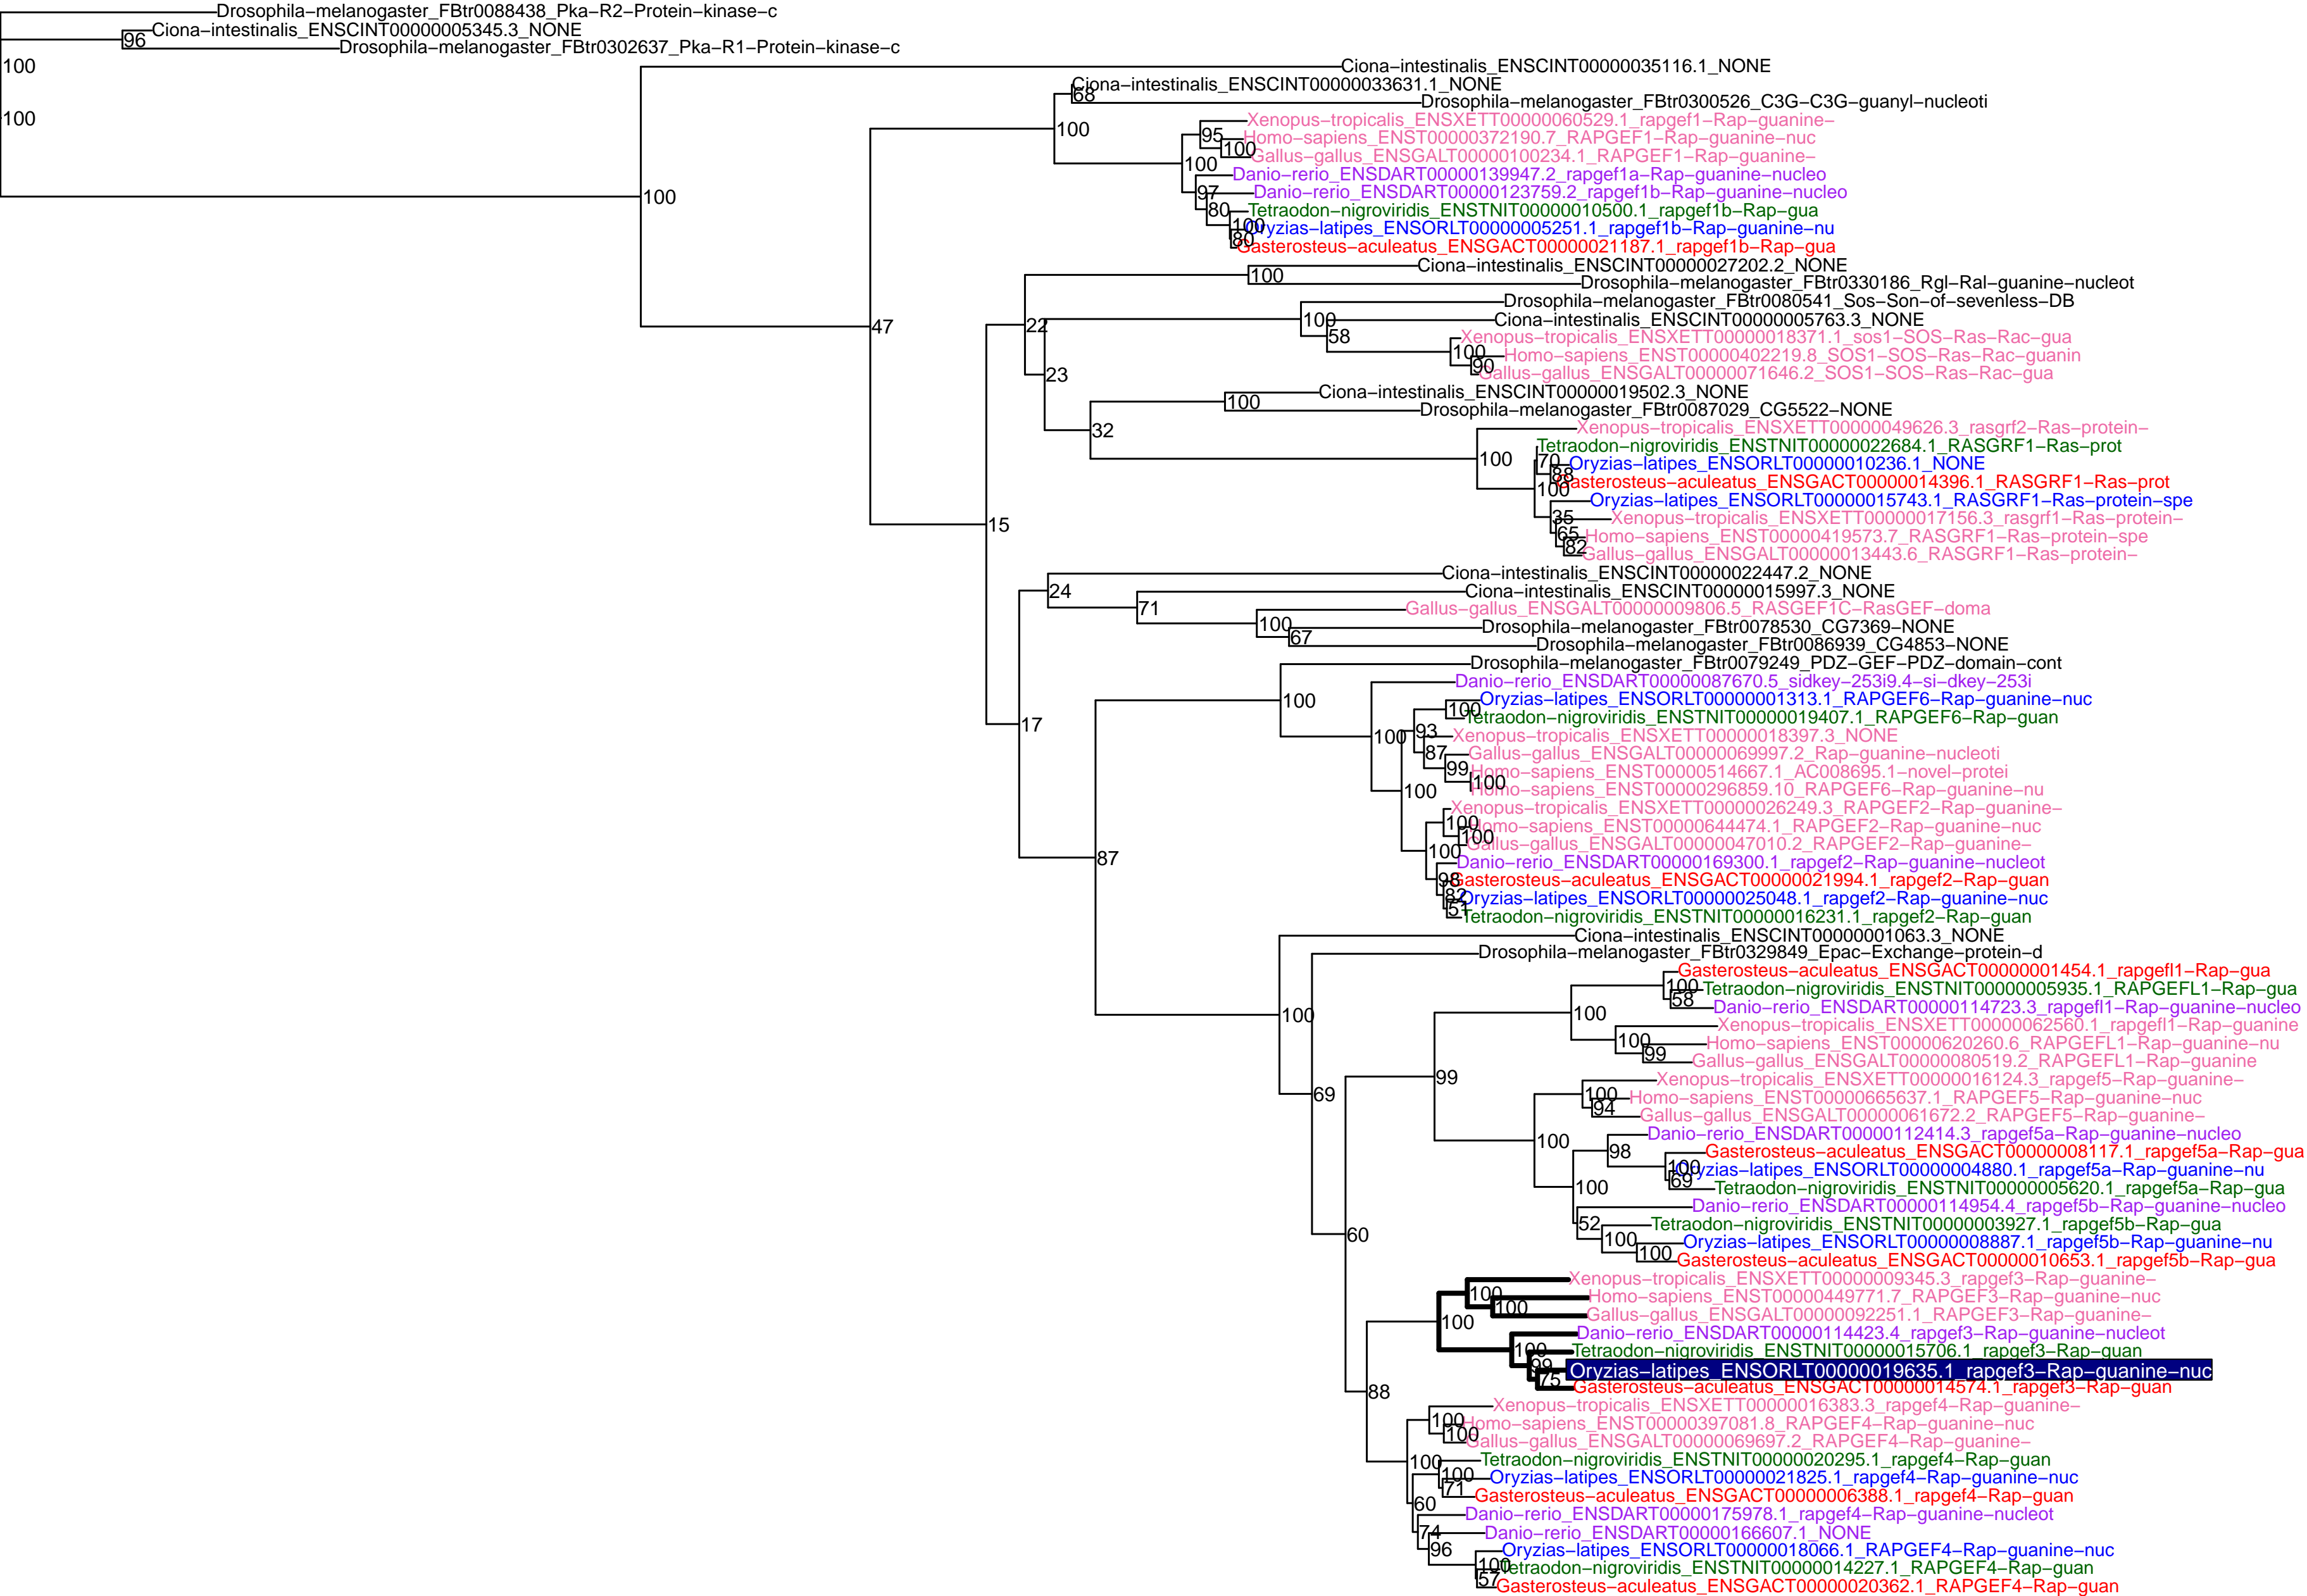 Drosophila−melanogaster_FBtr0088438_Pka−R2−Protein−kinase−c
Ciona−intestinalis_ENSCINT00000005345.3_NONE
96
Drosophila−melanogaster_FBtr0302637_Pka−R1−Protein−kinase−c
100
Ciona−intestinalis_ENSCINT00000035116.1_NONE
Ciona−intestinalis_ENSCINT00000033631.1_NONE
68
Drosophila−melanogaster_FBtr0300526_C3G−C3G−guanyl−nucleoti
100
Xenopus−tropicalis_ENSXETT00000060529.1_rapgef1−Rap−guanine−
100
95
Homo−sapiens_ENST00000372190.7_RAPGEF1−Rap−guanine−nuc
100
Gallus−gallus_ENSGALT00000100234.1_RAPGEF1−Rap−guanine−
100
Danio−rerio_ENSDART00000139947.2_rapgef1a−Rap−guanine−nucleo
97
Danio−rerio_ENSDART00000123759.2_rapgef1b−Rap−guanine−nucleo
100
80
Tetraodon−nigroviridis_ENSTNIT00000010500.1_rapgef1b−Rap−gua
100
Oryzias−latipes_ENSORLT00000005251.1_rapgef1b−Rap−guanine−nu
80
Gasterosteus−aculeatus_ENSGACT00000021187.1_rapgef1b−Rap−gua
Ciona−intestinalis_ENSCINT00000027202.2_NONE
100
Drosophila−melanogaster_FBtr0330186_Rgl−Ral−guanine−nucleot
Drosophila−melanogaster_FBtr0080541_Sos−Son−of−sevenless−DB
47
22
100
Ciona−intestinalis_ENSCINT00000005763.3_NONE
58
Xenopus−tropicalis_ENSXETT00000018371.1_sos1−SOS−Ras−Rac−gua
100
Homo−sapiens_ENST00000402219.8_SOS1−SOS−Ras−Rac−guanin
90
Gallus−gallus_ENSGALT00000071646.2_SOS1−SOS−Ras−Rac−gua
23
Ciona−intestinalis_ENSCINT00000019502.3_NONE
100
Drosophila−melanogaster_FBtr0087029_CG5522−NONE
32
Xenopus−tropicalis_ENSXETT00000049626.3_rasgrf2−Ras−protein−
Tetraodon−nigroviridis_ENSTNIT00000022684.1_RASGRF1−Ras−prot
100
70
Oryzias−latipes_ENSORLT00000010236.1_NONE
88
Gasterosteus−aculeatus_ENSGACT00000014396.1_RASGRF1−Ras−prot
100
Oryzias−latipes_ENSORLT00000015743.1_RASGRF1−Ras−protein−spe
35
Xenopus−tropicalis_ENSXETT00000017156.3_rasgrf1−Ras−protein−
15
65
Homo−sapiens_ENST00000419573.7_RASGRF1−Ras−protein−spe
82
Gallus−gallus_ENSGALT00000013443.6_RASGRF1−Ras−protein−
Ciona−intestinalis_ENSCINT00000022447.2_NONE
24
Ciona−intestinalis_ENSCINT00000015997.3_NONE
71
Gallus−gallus_ENSGALT00000009806.5_RASGEF1C−RasGEF−doma
100
Drosophila−melanogaster_FBtr0078530_CG7369−NONE
67
Drosophila−melanogaster_FBtr0086939_CG4853−NONE
Drosophila−melanogaster_FBtr0079249_PDZ−GEF−PDZ−domain−cont
Danio−rerio_ENSDART00000087670.5_sidkey−253i9.4−si−dkey−253i
100
Oryzias−latipes_ENSORLT00000001313.1_RAPGEF6−Rap−guanine−nuc
100
Tetraodon−nigroviridis_ENSTNIT00000019407.1_RAPGEF6−Rap−guan
17
100
93
Xenopus−tropicalis_ENSXETT00000018397.3_NONE
87
Gallus−gallus_ENSGALT00000069997.2_Rap−guanine−nucleoti
99
Homo−sapiens_ENST00000514667.1_AC008695.1−novel−protei
100
100
Homo−sapiens_ENST00000296859.10_RAPGEF6−Rap−guanine−nu
Xenopus−tropicalis_ENSXETT00000026249.3_RAPGEF2−Rap−guanine−
100
Homo−sapiens_ENST00000644474.1_RAPGEF2−Rap−guanine−nuc
100
Gallus−gallus_ENSGALT00000047010.2_RAPGEF2−Rap−guanine−
87
100
Danio−rerio_ENSDART00000169300.1_rapgef2−Rap−guanine−nucleot
98
Gasterosteus−aculeatus_ENSGACT00000021994.1_rapgef2−Rap−guan
82
Oryzias−latipes_ENSORLT00000025048.1_rapgef2−Rap−guanine−nuc
51
Tetraodon−nigroviridis_ENSTNIT00000016231.1_rapgef2−Rap−guan
Ciona−intestinalis_ENSCINT00000001063.3_NONE
Drosophila−melanogaster_FBtr0329849_Epac−Exchange−protein−d
Gasterosteus−aculeatus_ENSGACT00000001454.1_rapgefl1−Rap−gua
100
Tetraodon−nigroviridis_ENSTNIT00000005935.1_RAPGEFL1−Rap−gua
58
Danio−rerio_ENSDART00000114723.3_rapgefl1−Rap−guanine−nucleo
100
100
Xenopus−tropicalis_ENSXETT00000062560.1_rapgefl1−Rap−guanine
100
Homo−sapiens_ENST00000620260.6_RAPGEFL1−Rap−guanine−nu
99
Gallus−gallus_ENSGALT00000080519.2_RAPGEFL1−Rap−guanine
99
Xenopus−tropicalis_ENSXETT00000016124.3_rapgef5−Rap−guanine−
69
100
Homo−sapiens_ENST00000665637.1_RAPGEF5−Rap−guanine−nuc
94
Gallus−gallus_ENSGALT00000061672.2_RAPGEF5−Rap−guanine−
100
Danio−rerio_ENSDART00000112414.3_rapgef5a−Rap−guanine−nucleo
98
Gasterosteus−aculeatus_ENSGACT00000008117.1_rapgef5a−Rap−gua
100
Oryzias−latipes_ENSORLT00000004880.1_rapgef5a−Rap−guanine−nu
69
Tetraodon−nigroviridis_ENSTNIT00000005620.1_rapgef5a−Rap−gua
100
Danio−rerio_ENSDART00000114954.4_rapgef5b−Rap−guanine−nucleo
52
Tetraodon−nigroviridis_ENSTNIT00000003927.1_rapgef5b−Rap−gua
60
100
Oryzias−latipes_ENSORLT00000008887.1_rapgef5b−Rap−guanine−nu
100
Gasterosteus−aculeatus_ENSGACT00000010653.1_rapgef5b−Rap−gua
Xenopus−tropicalis_ENSXETT00000009345.3_rapgef3−Rap−guanine−
100
Homo−sapiens_ENST00000449771.7_RAPGEF3−Rap−guanine−nuc
100
Gallus−gallus_ENSGALT00000092251.1_RAPGEF3−Rap−guanine−
100
Danio−rerio_ENSDART00000114423.4_rapgef3−Rap−guanine−nucleot
100
Tetraodon−nigroviridis_ENSTNIT00000015706.1_rapgef3−Rap−guan
99
Oryzias−latipes_ENSORLT00000019635.1_rapgef3−Rap−guanine−nuc
75
Gasterosteus−aculeatus_ENSGACT00000014574.1_rapgef3−Rap−guan
88
Xenopus−tropicalis_ENSXETT00000016383.3_rapgef4−Rap−guanine−
100
Homo−sapiens_ENST00000397081.8_RAPGEF4−Rap−guanine−nuc
100
Gallus−gallus_ENSGALT00000069697.2_RAPGEF4−Rap−guanine−
100
Tetraodon−nigroviridis_ENSTNIT00000020295.1_rapgef4−Rap−guan
100
Oryzias−latipes_ENSORLT00000021825.1_rapgef4−Rap−guanine−nuc
71
Gasterosteus−aculeatus_ENSGACT00000006388.1_rapgef4−Rap−guan
60
Danio−rerio_ENSDART00000175978.1_rapgef4−Rap−guanine−nucleot
74
Danio−rerio_ENSDART00000166607.1_NONE
96
Oryzias−latipes_ENSORLT00000018066.1_RAPGEF4−Rap−guanine−nuc
100
Tetraodon−nigroviridis_ENSTNIT00000014227.1_RAPGEF4−Rap−guan
57
Gasterosteus−aculeatus_ENSGACT00000020362.1_RAPGEF4−Rap−guan